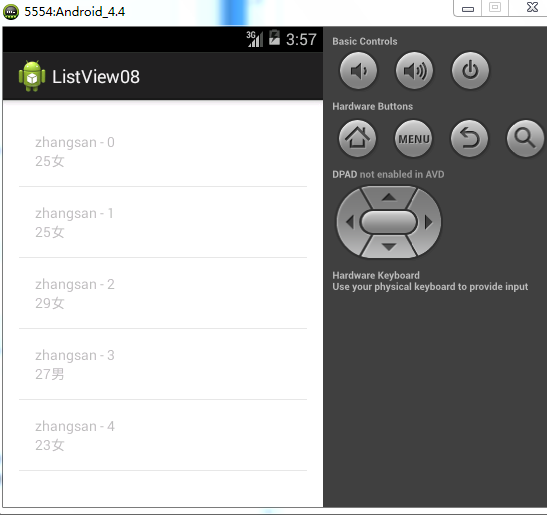 5554:Android_4.4
3G 3:57
ListView08
zhangsan - 0
25女
zhangsan - 1
25女
zhangsan - 2
29女
zhangsan - 3
27男
zhangsan - 4
23女
Basic Controls
Hardware Buttons
MENU
DPAD not enabled in AVD
Hardware Keyboard
Use your physical keyboard to provide input